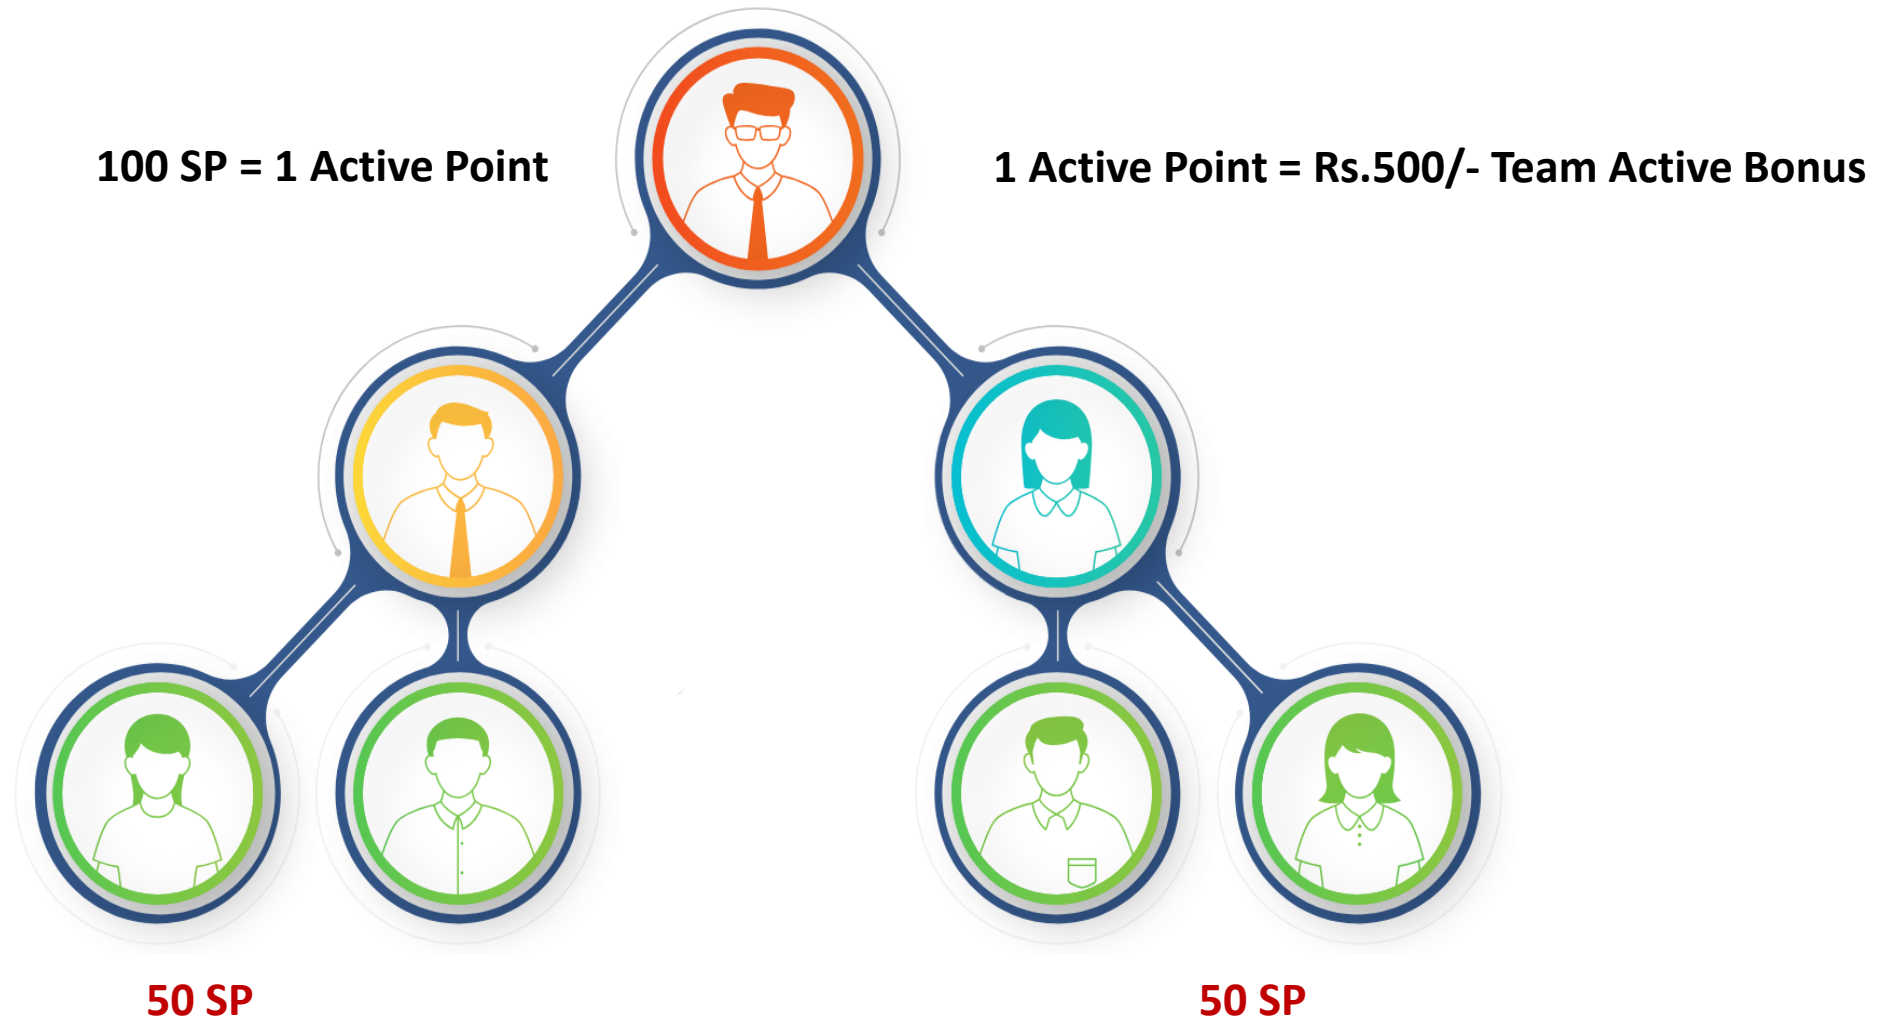 100 SP = 1 Active Point
1 Active Point = Rs.500/- Team Active Bonus
50 SP
50 SP